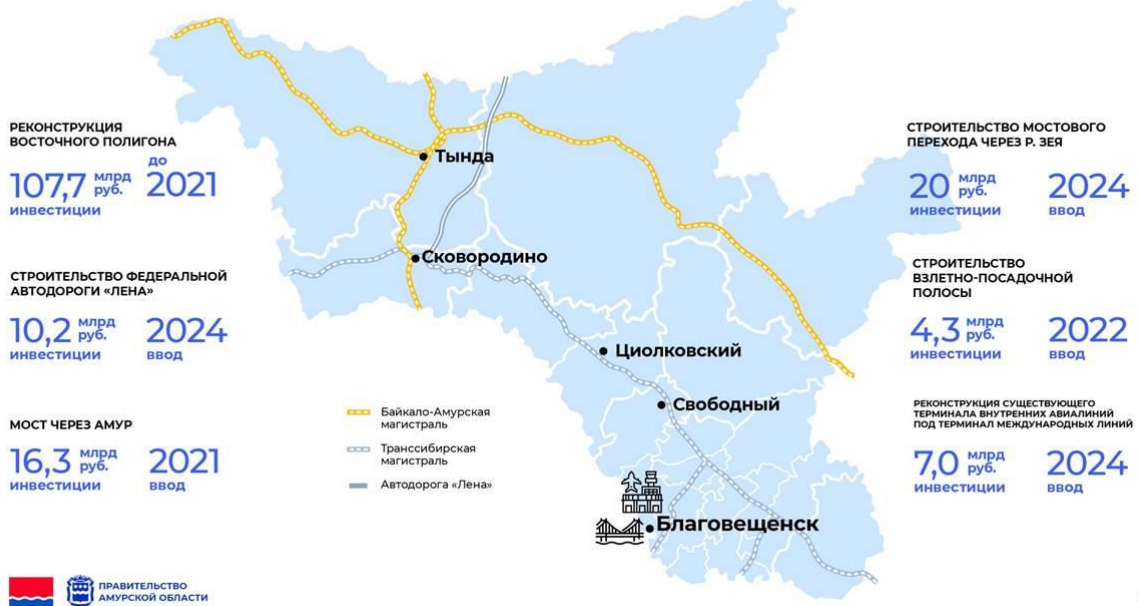 РЕКОНСТРУКЦИЯ
ВОСТОЧНОГО ПОЛИГОНА
107,7 млрд руб.
инвестиции
до
2021
СТРОИТЕЛЬСТВО ФЕДЕРАЛЬНОЙ
АВТОДОРОГИ «ЛЕНА»
10,2 млрд руб.
инвестиции
2024
ввод
МОСТ ЧЕРЕЗ АМУР
16,3 млрд руб.
инвестиции
2021
ввод
Тында
Сковородино
Циолковский
Свободный
Благовещенск
Байкало-Амурская
магистраль
Транссибирская
магистраль
Автодорога «Лена»
СТРОИТЕЛЬСТВО МОСТОВОГО
ПЕРЕХОДА ЧЕРЕЗ Р. ЗЕЯ
20 млрд руб.
инвестиции
2024
ввод
СТРОИТЕЛЬСТВО
ВЗЛЕТНО-ПОСАДОЧНОЙ
ПОЛОСЫ
4,3 млрд руб.
инвестиции
2022
ввод
РЕКОНСТРУКЦИЯ СУЩЕСТВУЮЩЕГО
ТЕРМИНАЛА ВНУТРЕННИХ АВИАЛИНИЙ
ПОД ТЕРМИНАЛ МЕЖДУНАРОДНЫХ ЛИНИЙ
7,0 млрд руб.
инвестиции
2024
ввод
ПРАВИТЕЛЬСТВО
АМУРСКОЙ ОБЛАСТИ